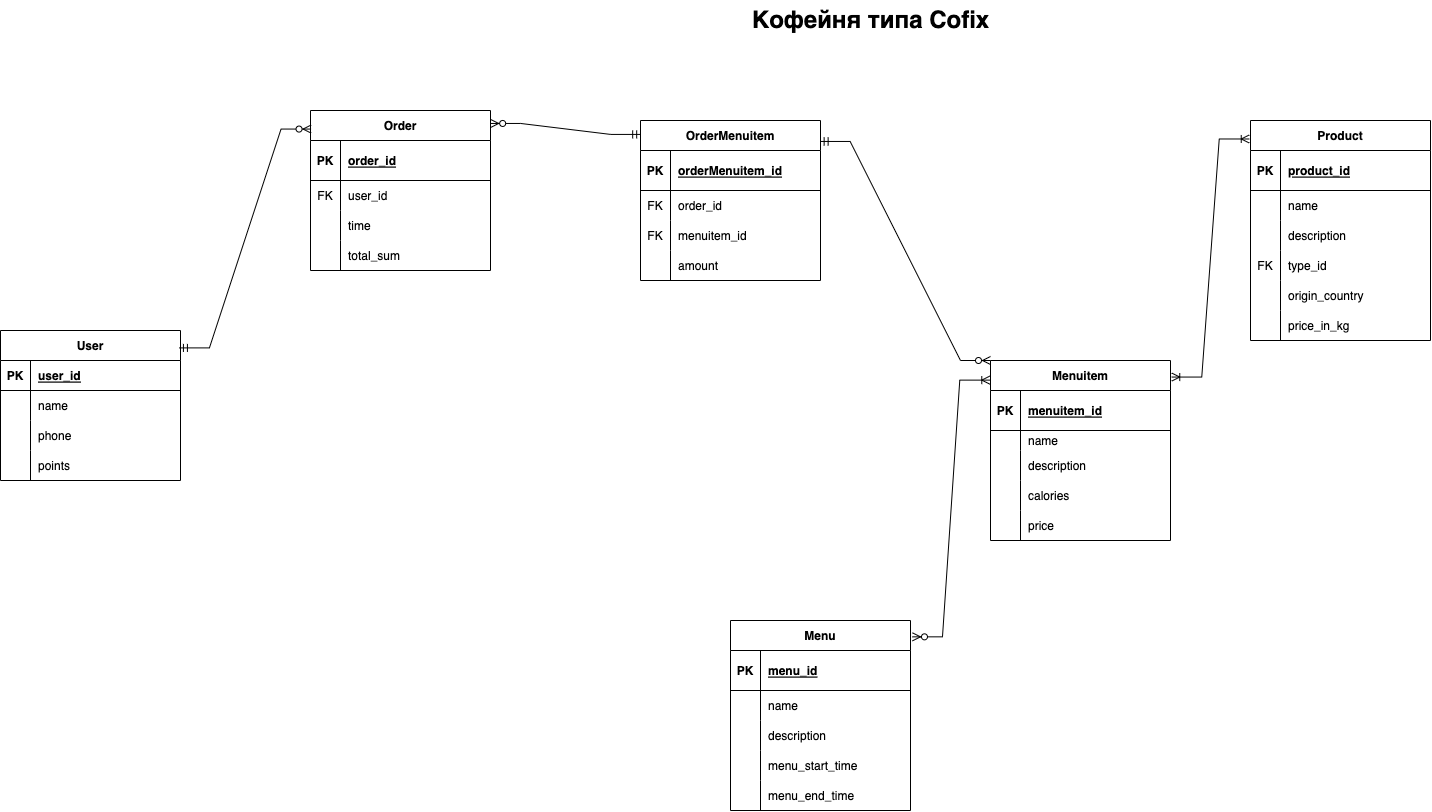 Кофейня типа Cofix
Order
PK order_id
FK user_id
time
total_sum
OrderMenuitem
PK orderMenuitem_id
FK order_id
FK menuitem_id
amount
Product
PK product_id
name
description
FK type_id
origin_country
price_in_kg
User
PK user_id
name
phone
points
Menuitem
PK menuitem_id
name
description
calories
price
Menu
PK menu_id
name
description
menu_start_time
menu_end_time